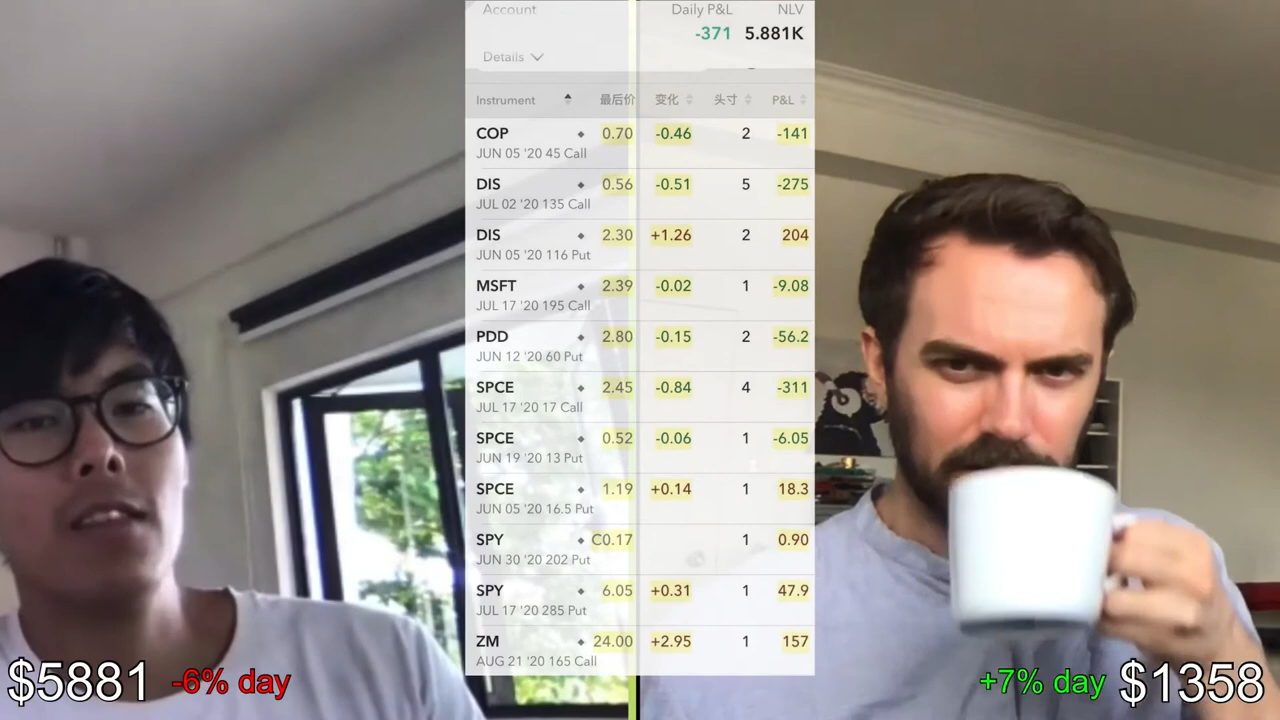 Account Daily P&L NLV
-371 5.881K
Details
Instrument 最后价 变化 头寸 P&L
COP 0.70 -0.46 2 -141
JUN 05 '20 45 Call
DIS 0.56 -0.51 5 -275
JUL 02 '20 135 Call
DIS 2.30 +1.26 2 204
JUN 05 '20 116 Put
MSFT 2.39 -0.02 1 -9.08
JUL 17 '20 195 Call
PDD 2.80 -0.15 2 -56.2
JUN 12 '20 60 Put
SPCE 2.45 -0.84 4 -311
JUL 17 '20 17 Call
SPCE 0.52 -0.06 1 -6.05
JUN 19 '20 13 Put
SPCE 1.19 +0.14 1 18.3
JUN 05 '20 16.5 Put
SPY C0.17 1 0.90
JUN 30 '20 202 Put
SPY 6.05 +0.31 1 47.9
JUL 17 '20 285 Put
ZM 24.00 +2.95 1 157
AUG 21 '20 165 Call
$5881 -6% day +7% day $1358